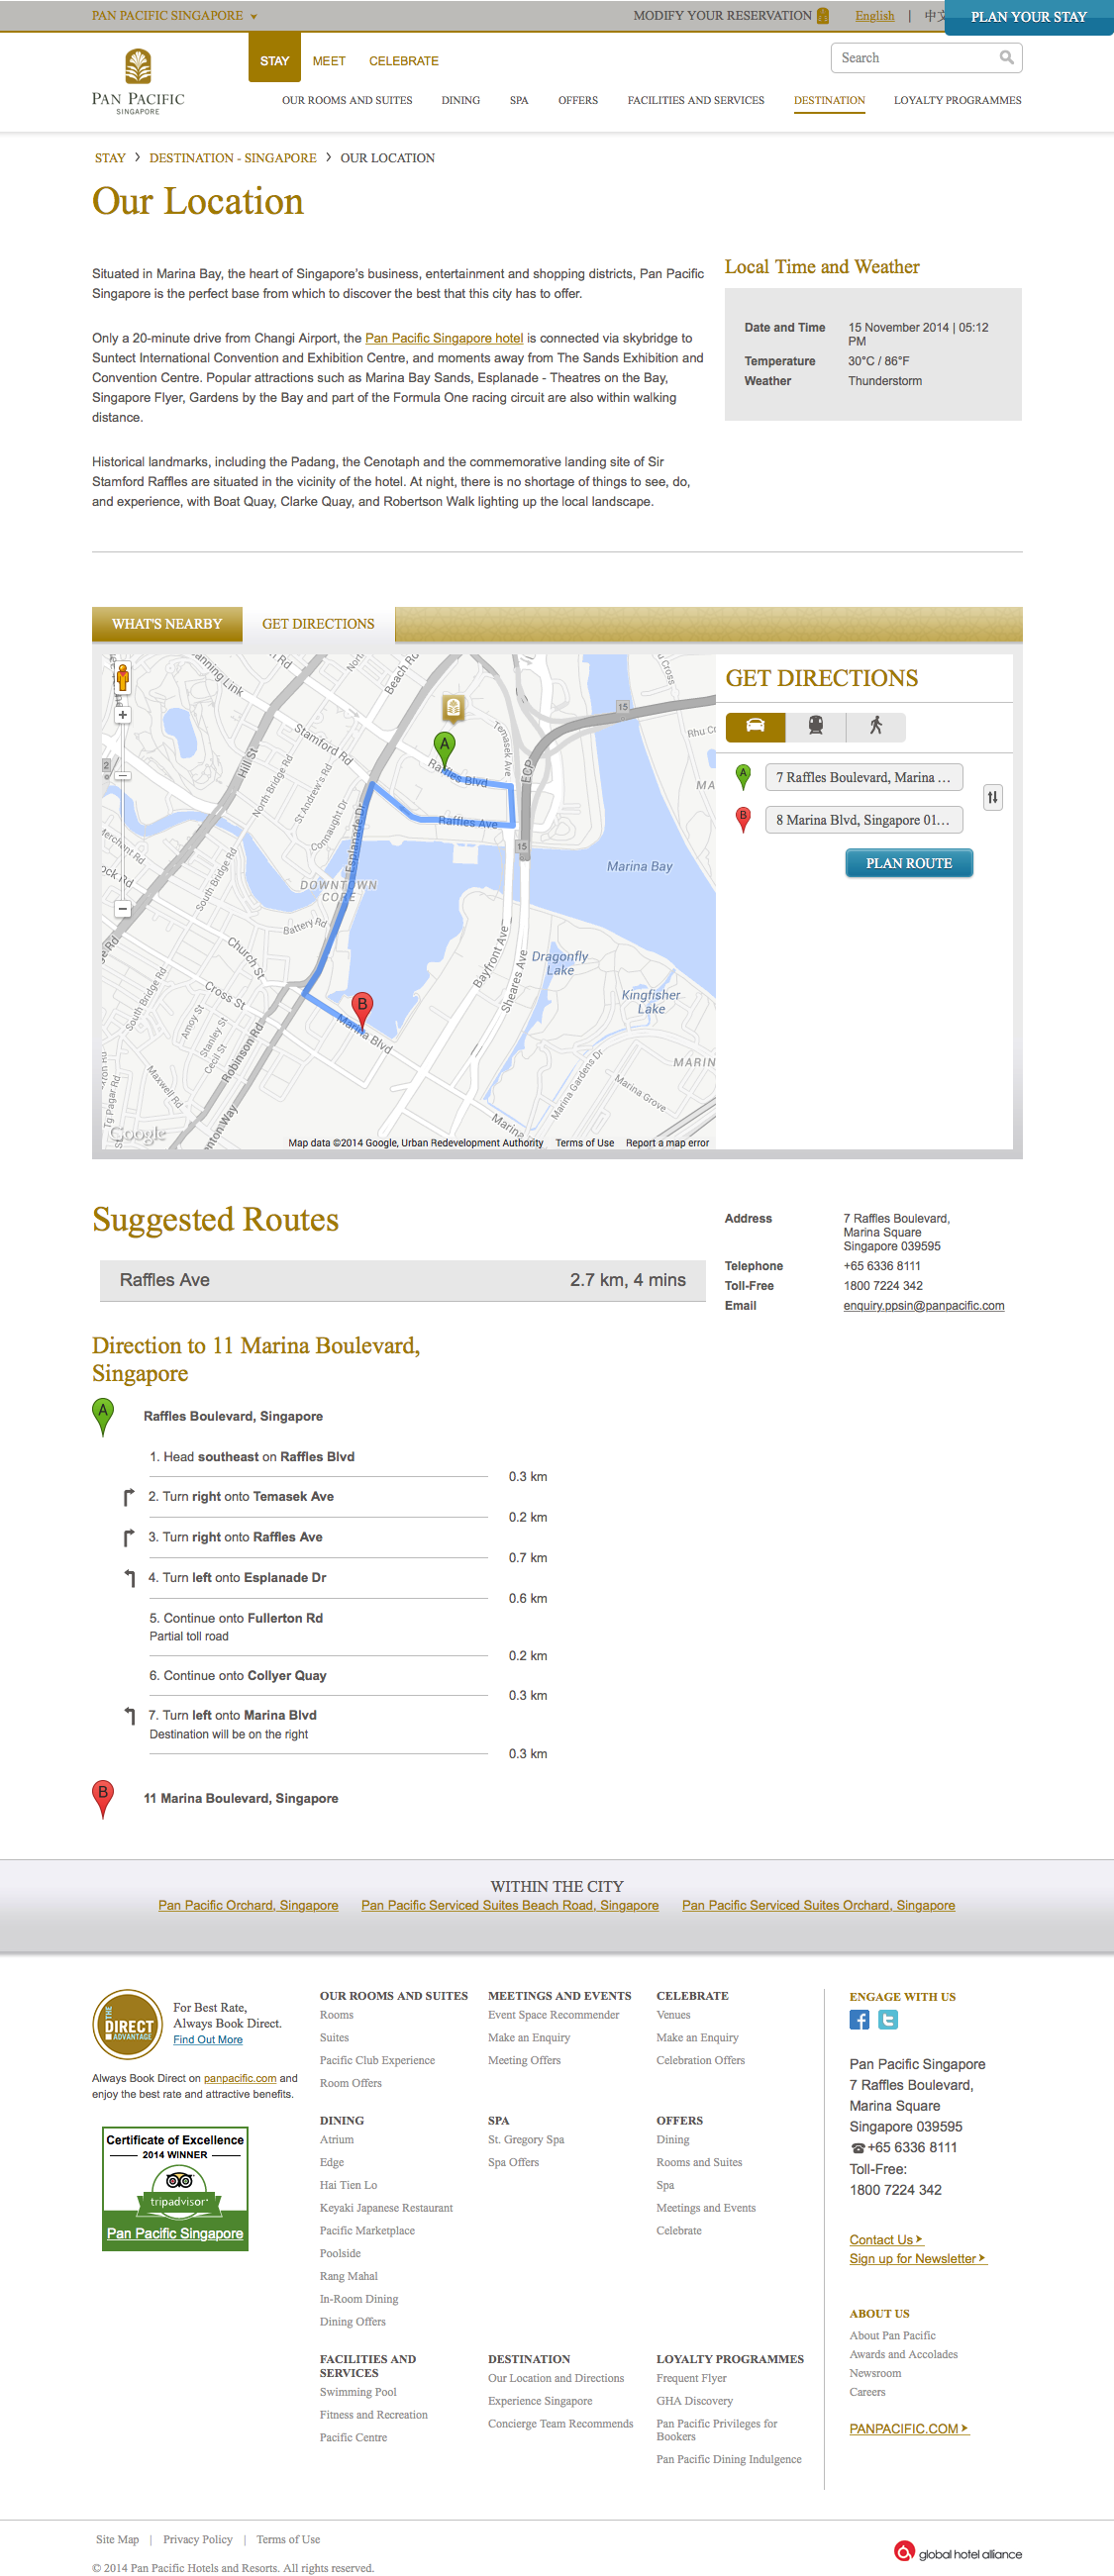 PAN PACIFIC SINGAPORE
MODIFY YOUR RESERVATION
English | 中文
PLAN YOUR STAY
PAN PACIFIC
SINGAPORE
STAY MEET CELEBRATE
Search
OUR ROOMS AND SUITES DINING SPA OFFERS FACILITIES AND SERVICES DESTINATION LOYALTY PROGRAMMES
STAY > DESTINATION - SINGAPORE > OUR LOCATION
Our Location
Situated in Marina Bay, the heart of Singapore's business, entertainment and shopping districts, Pan Pacific
Singapore is the perfect base from which to discover the best that this city has to offer.
Only a 20-minute drive from Changi Airport, the Pan Pacific Singapore hotel is connected via skybridge to
Suntect International Convention and Exhibition Centre, and moments away from The Sands Exhibition and
Convention Centre. Popular attractions such as Marina Bay Sands, Esplanade - Theatres on the Bay,
Singapore Flyer, Gardens by the Bay and part of the Formula One racing circuit are also within walking
distance.
Historical landmarks, including the Padang, the Cenotaph and the commemorative landing site of Sir
Stamford Raffles are situated in the vicinity of the hotel. At night, there is no shortage of things to see, do,
and experience, with Boat Quay, Clarke Quay, and Robertson Walk lighting up the local landscape.
Local Time and Weather
Date and Time 15 November 2014 | 05:12
PM
Temperature 30°C / 86°F
Weather Thunderstorm
WHAT'S NEARBY GET DIRECTIONS
anning Link
Beach Rd
Stamford Rd
Hill St
North Bridge Rd
St Andrew's Rd
Connaught Dr
Esplanade Dr
A
Raffles Blvd
Temasek Ave
ECP
15
Rhu Cross
Raffles Ave
MA
15
Marina Bay
Merchant Rd
ock Rd
South Bridge Rd
DOWNTOWN
CORE
Battery Rd
Church St
Cross St
South Bridge Rd
Amoy St
Stanley St
Cecil St
Robinson Rd
Maxwell Rd
Tg Pagar Rd
enton Way
B
Marina Blvd
Bayfront Ave
Sheares Ave
Dragonfly
Lake
Kingfisher
Lake
MARIN
Marina Gardens Dr
Marina Grove
Marina
Google
Map data ©2014 Google, Urban Redevelopment Authority Terms of Use Report a map error
GET DIRECTIONS
A 7 Raffles Boulevard, Marina ...
B 8 Marina Blvd, Singapore 01...
PLAN ROUTE
Suggested Routes
Raffles Ave 2.7 km, 4 mins
Address 7 Raffles Boulevard,
Marina Square
Singapore 039595
Telephone +65 6336 8111
Toll-Free 1800 7224 342
Email enquiry.ppsin@panpacific.com
Direction to 11 Marina Boulevard,
Singapore
A Raffles Boulevard, Singapore
1. Head southeast on Raffles Blvd
0.3 km
2. Turn right onto Temasek Ave
0.2 km
3. Turn right onto Raffles Ave
0.7 km
4. Turn left onto Esplanade Dr
0.6 km
5. Continue onto Fullerton Rd
Partial toll road
0.2 km
6. Continue onto Collyer Quay
0.3 km
7. Turn left onto Marina Blvd
Destination will be on the right
0.3 km
B 11 Marina Boulevard, Singapore
WITHIN THE CITY
Pan Pacific Orchard, Singapore Pan Pacific Serviced Suites Beach Road, Singapore Pan Pacific Serviced Suites Orchard, Singapore
THE DIRECT ADVANTAGE
For Best Rate,
Always Book Direct.
Find Out More
Always Book Direct on panpacific.com and
enjoy the best rate and attractive benefits.
Certificate of Excellence
2014 WINNER
tripadvisor
Pan Pacific Singapore
OUR ROOMS AND SUITES
Rooms
Suites
Pacific Club Experience
Room Offers
MEETINGS AND EVENTS
Event Space Recommender
Make an Enquiry
Meeting Offers
CELEBRATE
Venues
Make an Enquiry
Celebration Offers
DINING
Atrium
Edge
Hai Tien Lo
Keyaki Japanese Restaurant
Pacific Marketplace
Poolside
Rang Mahal
In-Room Dining
Dining Offers
SPA
St. Gregory Spa
Spa Offers
OFFERS
Dining
Rooms and Suites
Spa
Meetings and Events
Celebrate
FACILITIES AND
SERVICES
Swimming Pool
Fitness and Recreation
Pacific Centre
DESTINATION
Our Location and Directions
Experience Singapore
Concierge Team Recommends
LOYALTY PROGRAMMES
Frequent Flyer
GHA Discovery
Pan Pacific Privileges for
Bookers
Pan Pacific Dining Indulgence
ENGAGE WITH US
Pan Pacific Singapore
7 Raffles Boulevard,
Marina Square
Singapore 039595
☎+65 6336 8111
Toll-Free:
1800 7224 342
Contact Us
Sign up for Newsletter
ABOUT US
About Pan Pacific
Awards and Accolades
Newsroom
Careers
PANPACIFIC.COM
Site Map | Privacy Policy | Terms of Use
© 2014 Pan Pacific Hotels and Resorts. All rights reserved.
global hotel alliance